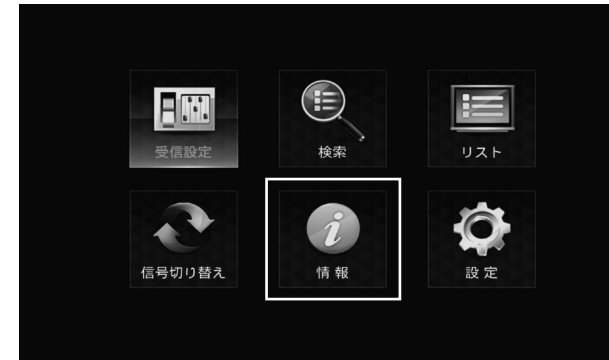 受信設定
検索
リスト
信号切り替え
情報
設定